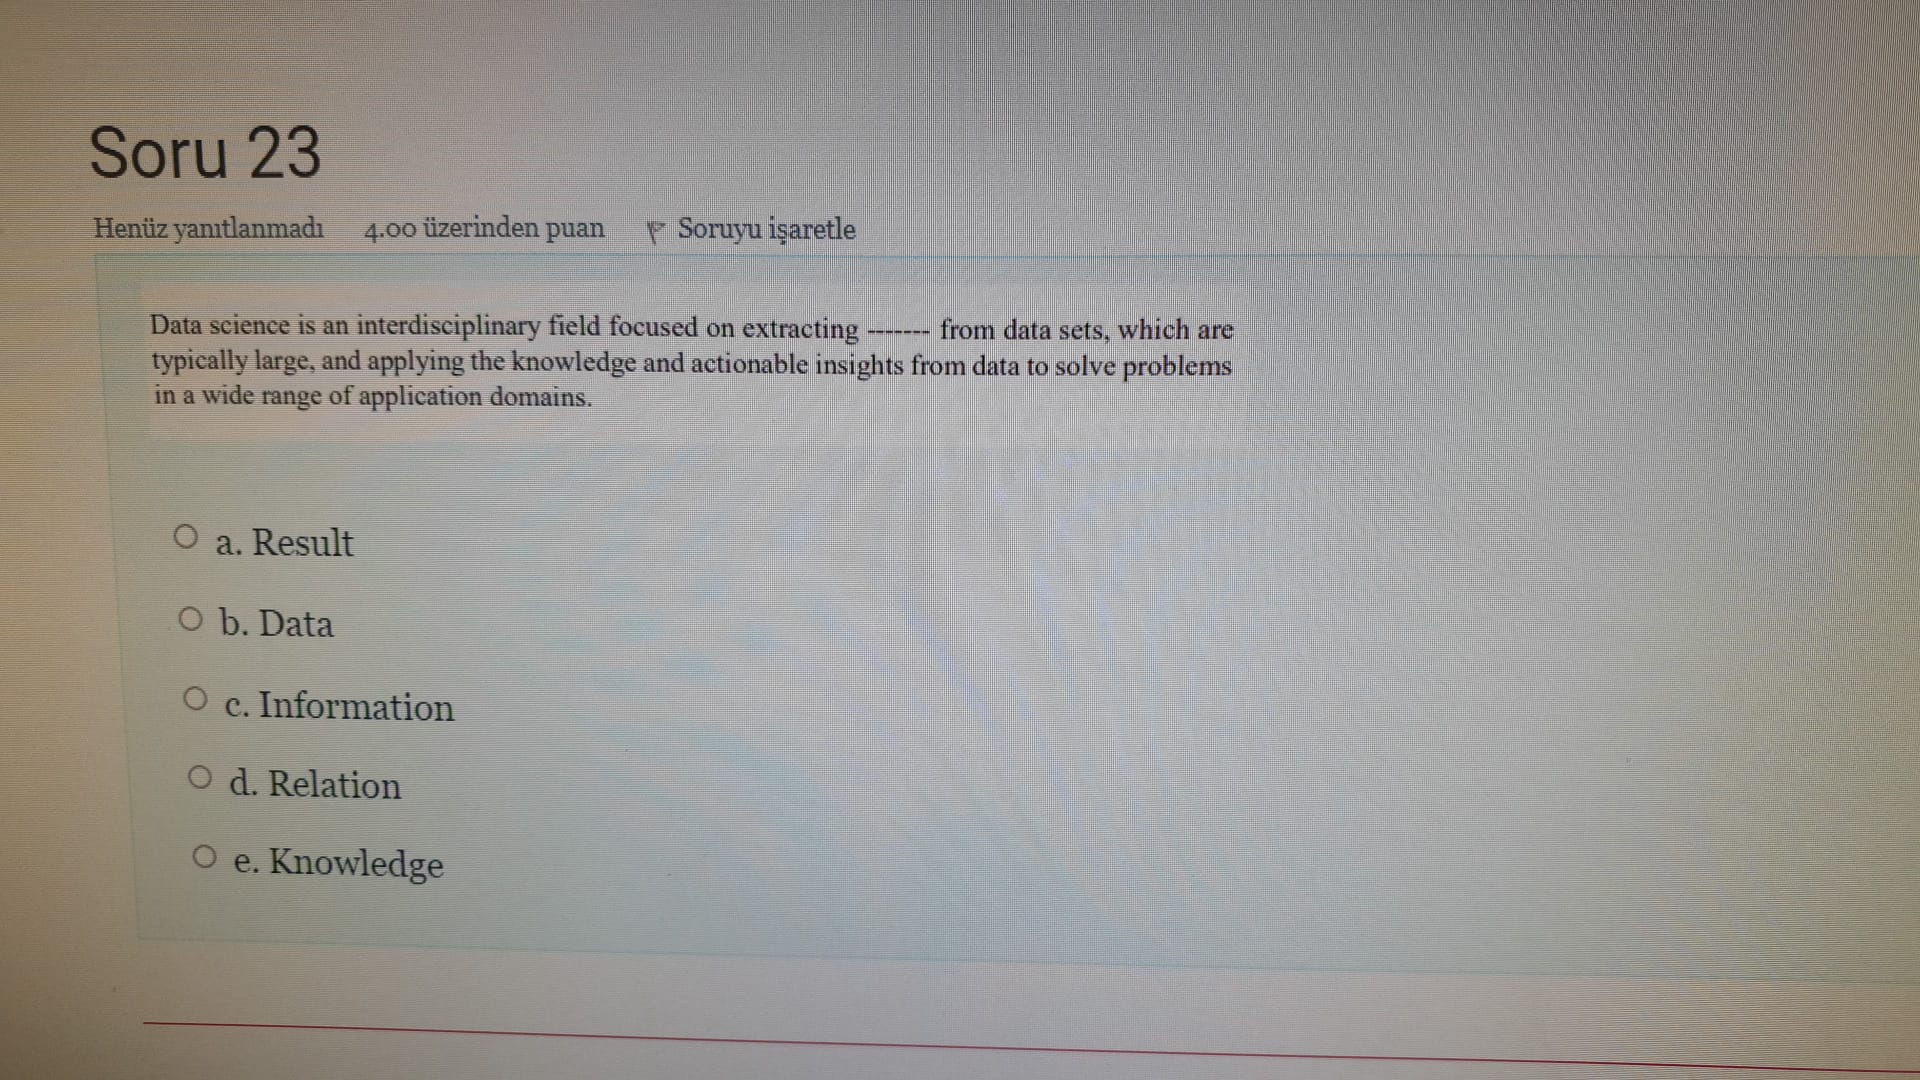 Soru 23
Henüz yanıtlanmadı 4.00 üzerinden puan Soruyu işaretle
Data science is an interdisciplinary field focused on extracting ------- from data sets, which are
typically large, and applying the knowledge and actionable insights from data to solve problems
in a wide range of application domains.
a. Result
b. Data
c. Information
d. Relation
e. Knowledge